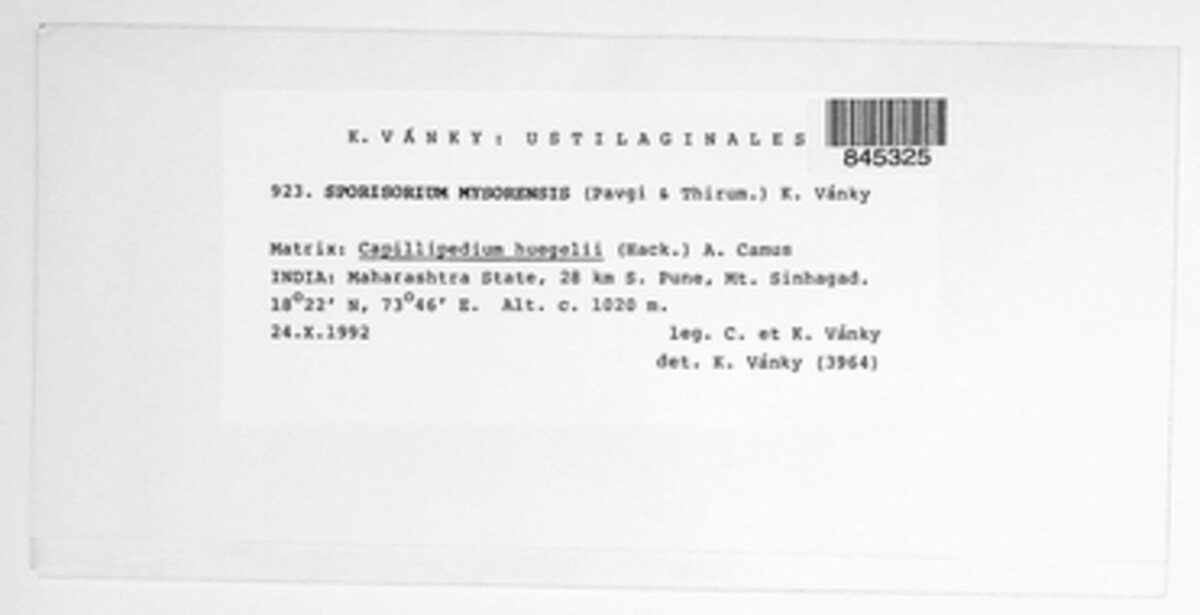 K. VÁNKY: USTILAGINALES
845325
923. SPORISORIUM MYSORENSIS (Pavgi & Thirum.) K. Vánky
Matrix: Capillipedium huegelii (Hack.) A. Camus
INDIA: Maharashtra State, 28 km S. Pune, Mt. Sinhagad.
18°22' N, 73°46' E. Alt. c. 1020 m.
24.X.1992 leg. C. et K. Vánky
det. K. Vánky (3964)